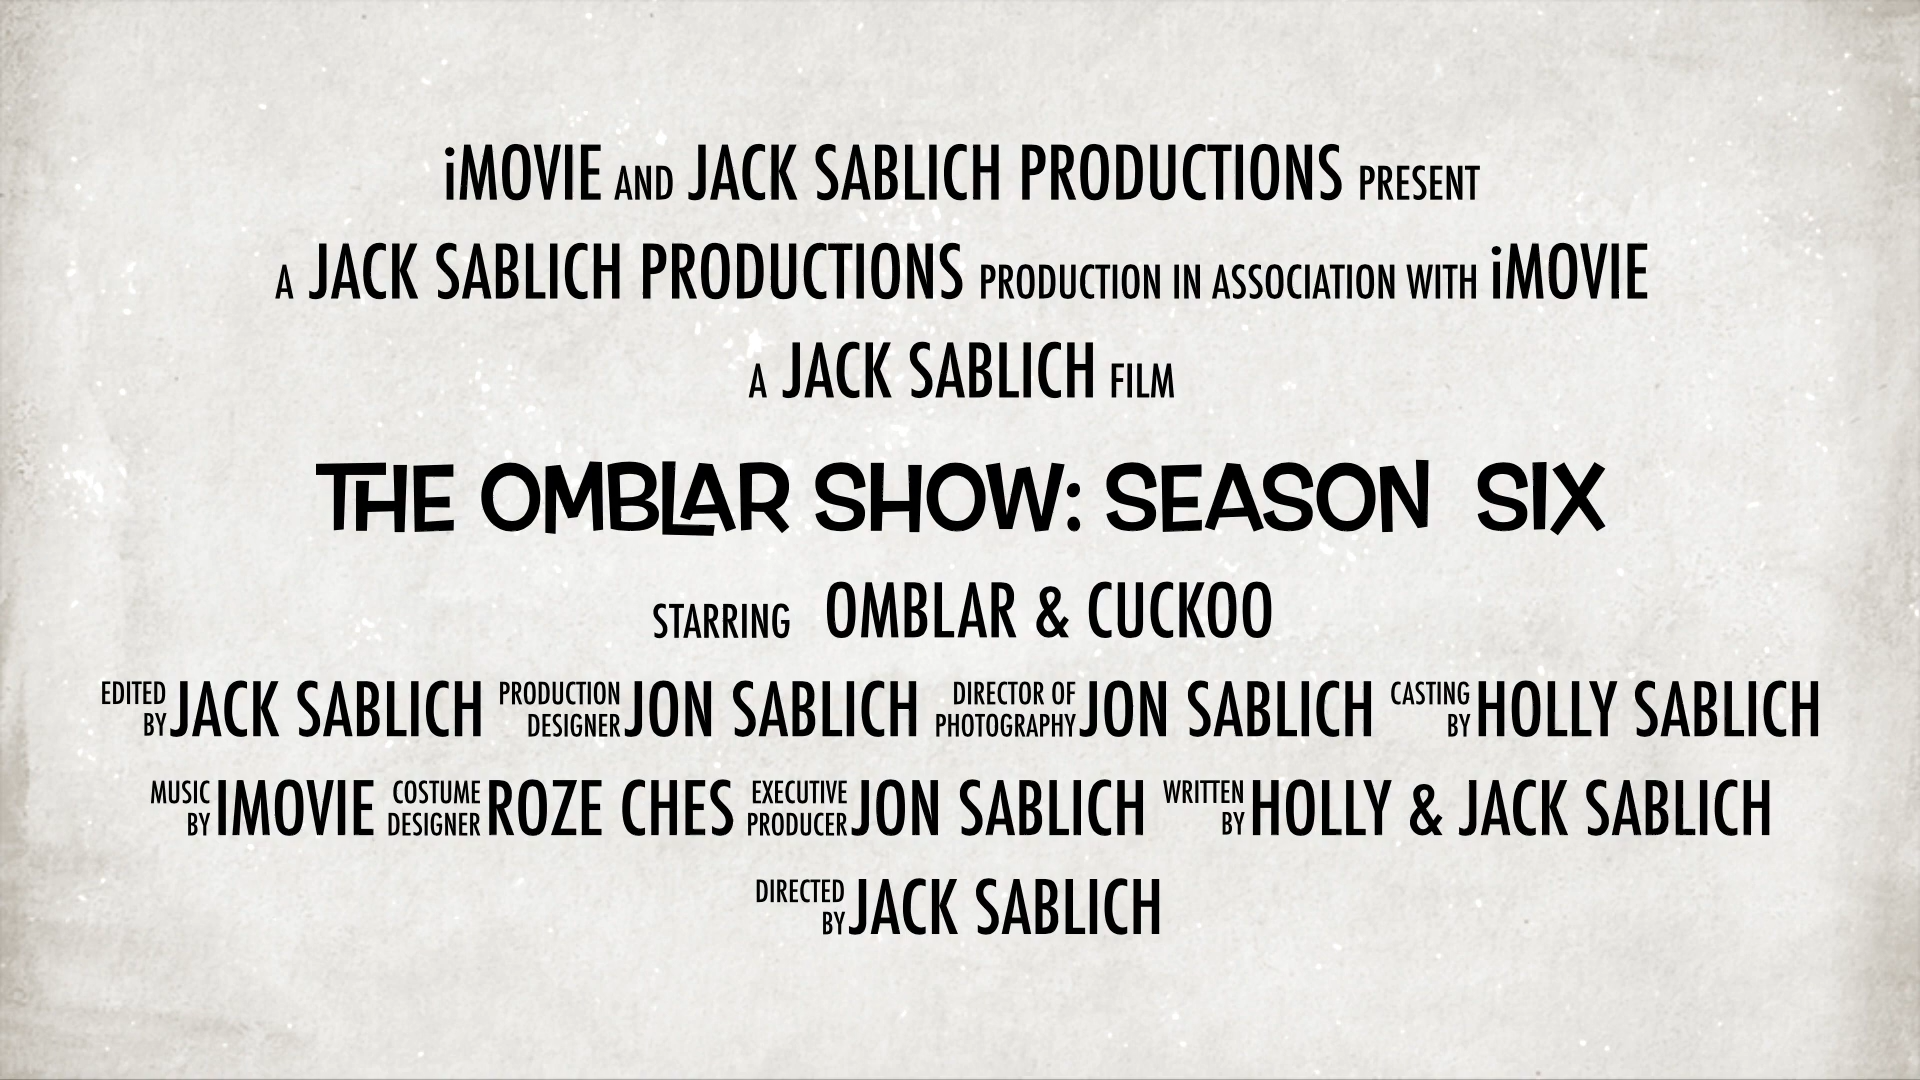 iMOVIE AND JACK SABLICH PRODUCTIONS PRESENT
A JACK SABLICH PRODUCTIONS PRODUCTION IN ASSOCIATION WITH iMOVIE
A JACK SABLICH FILM
THE OMBLAR SHOW: SEASON SIX
STARRING OMBLAR & CUCKOO
EDITED BY JACK SABLICH PRODUCTION DESIGNER JON SABLICH DIRECTOR OF PHOTOGRAPHY JON SABLICH CASTING BY HOLLY SABLICH
MUSIC BY IMOVIE COSTUME DESIGNER ROZE CHES EXECUTIVE PRODUCER JON SABLICH WRITTEN BY HOLLY & JACK SABLICH
DIRECTED BY JACK SABLICH